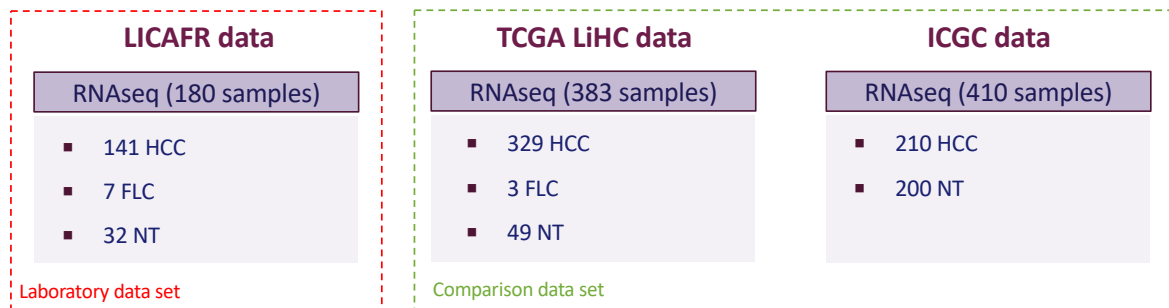 LICAFR data
RNAseq (180 samples)
▪ 141 HCC
▪ 7 FLC
▪ 32 NT
Laboratory data set
TCGA LiHC data
RNAseq (383 samples)
▪ 329 HCC
▪ 3 FLC
▪ 49 NT
ICGC data
RNAseq (410 samples)
▪ 210 HCC
▪ 200 NT
Comparison data set